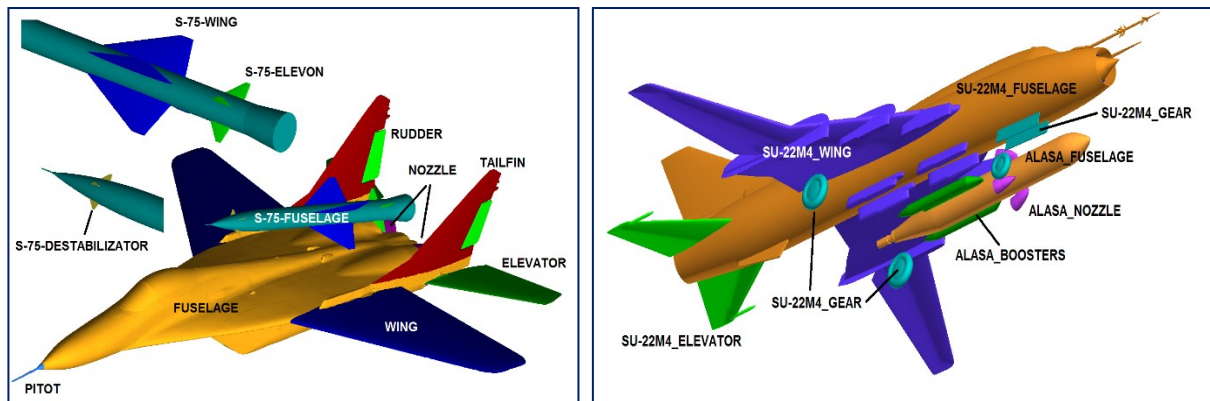 S-75-WING
S-75-ELEVON
RUDDER
TAILFIN
NOZZLE
S-75-FUSELAGE
S-75-DESTABILIZATOR
ELEVATOR
FUSELAGE
WING
PITOT
SU-22M4_FUSELAGE
SU-22M4_GEAR
SU-22M4_WING
ALASA_FUSELAGE
ALASA_NOZZLE
ALASA_BOOSTERS
SU-22M4_GEAR
SU-22M4_ELEVATOR